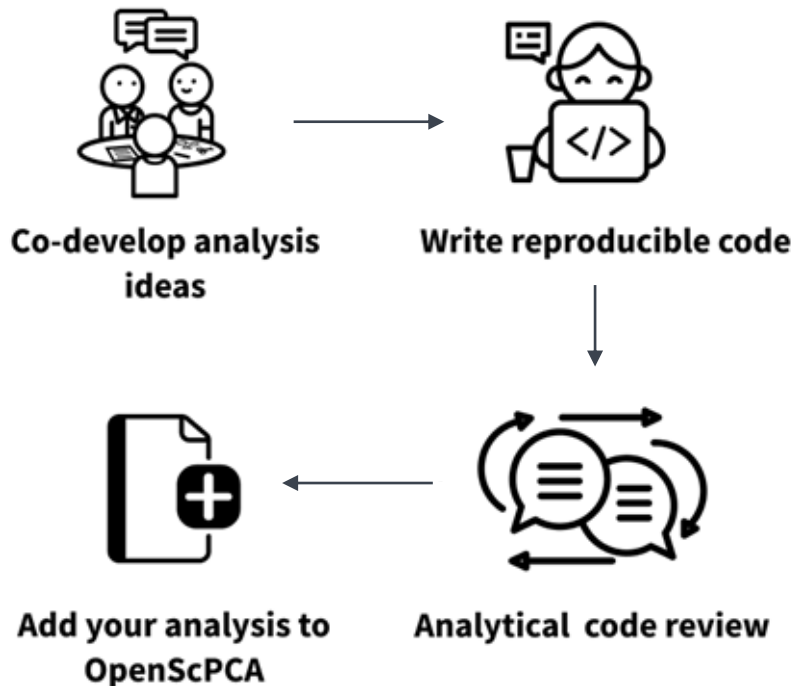 Co-develop analysis
ideas
Write reproducible code
</>
Add your analysis to
OpenScPCA
Analytical  code review